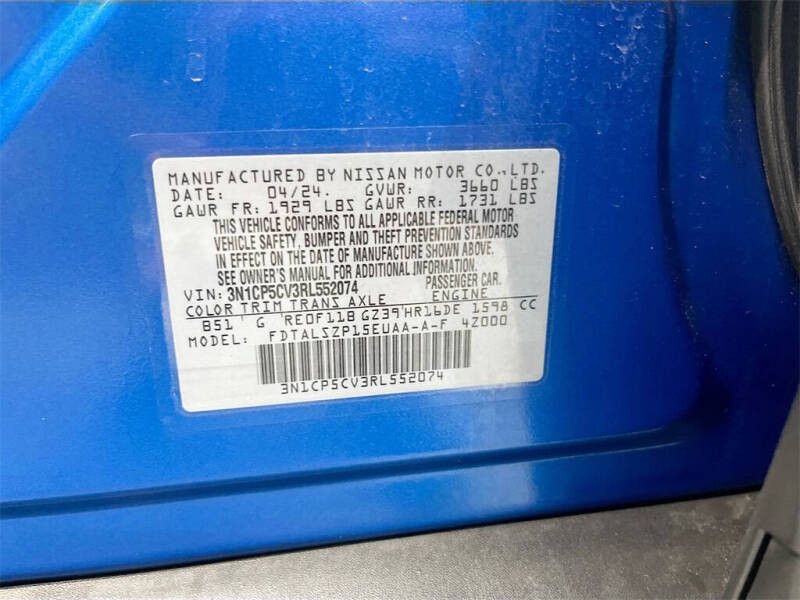 MANUFACTURED BY NISSAN MOTOR CO.,LTD.
DATE: 04/24. GVWR: 3660 LBS
GAWR FR: 1929 LBS GAWR RR: 1731 LBS
THIS VEHICLE CONFORMS TO ALL APPLICABLE FEDERAL MOTOR
VEHICLE SAFETY, BUMPER AND THEFT PREVENTION STANDARDS
IN EFFECT ON THE DATE OF MANUFACTURE SHOWN ABOVE.
SEE OWNER'S MANUAL FOR ADDITIONAL INFORMATION.
VIN: 3N1CP5CV3RL552074 PASSENGER CAR.
COLOR TRIM TRANS AXLE ENGINE
B51 G RE0F11B GZ39 HR16DE 1598 CC
MODEL: FDTALSZP15EUAA-A-F 4Z000
3N1CP5CV3RL552074